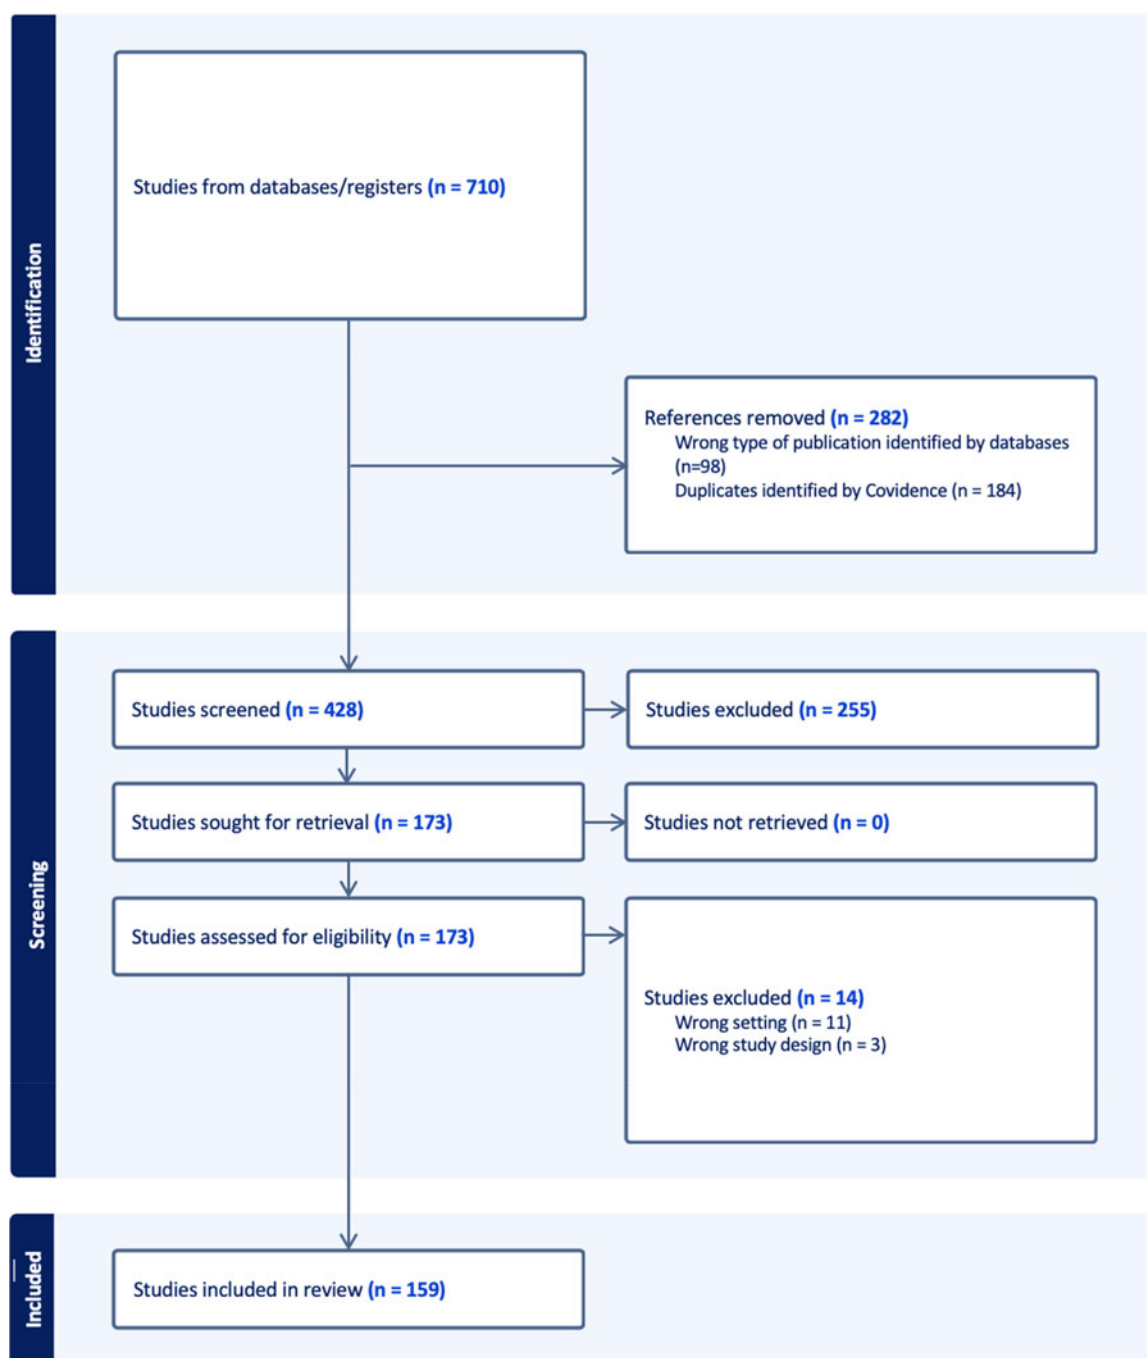 Identification
Studies from databases/registers (n = 710)
References removed (n = 282)
Wrong type of publication identified by databases
(n=98)
Duplicates identified by Covidence (n = 184)
Screening
Studies screened (n = 428)
Studies excluded (n = 255)
Studies sought for retrieval (n = 173)
Studies not retrieved (n = 0)
Studies assessed for eligibility (n = 173)
Studies excluded (n = 14)
Wrong setting (n = 11)
Wrong study design (n = 3)
Included
Studies included in review (n = 159)